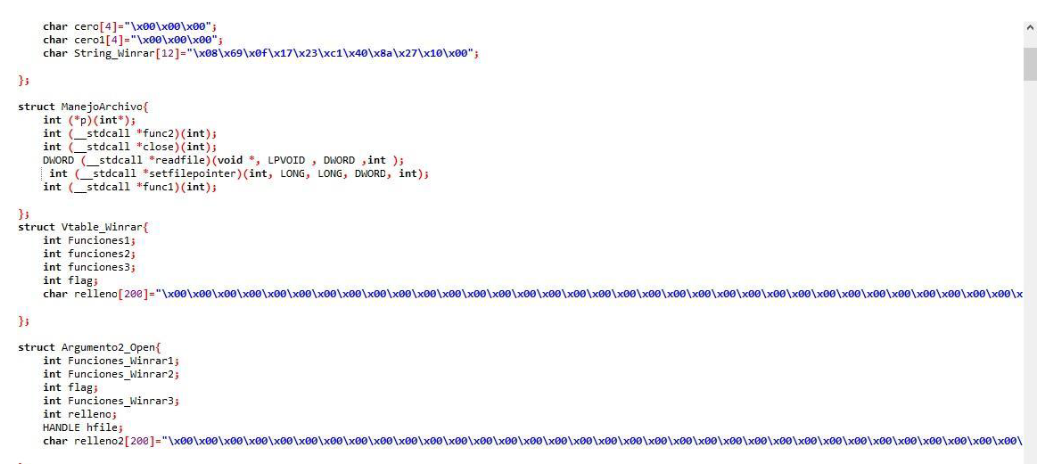 char cero[4]="\x00\x00\x00";
char cero1[4]="\x00\x00\x00";
char String_Winrar[12]="\x08\x69\x0f\x17\x23\xc1\x40\x8a\x27\x10\x00";
};
struct ManejoArchivo{
int (*p)(int*);
int (__stdcall *func2)(int);
int (__stdcall *close)(int);
DWORD (__stdcall *readfile)(void *, LPVOID , DWORD ,int );
int (__stdcall *setfilepointer)(int, LONG, LONG, DWORD, int);
int (__stdcall *func1)(int);
};
struct Vtable_Winrar{
int Funciones1;
int funciones2;
int funciones3;
int flag;
char relleno[200]="\x00\x00\x00\x00\x00\x00\x00\x00\x00\x00\x00\x00\x00\x00\x00\x00\x00\x00\x00\x00\x00\x00\x00\x00\x00\x00\x00\x00\x00\x00\x00\x00\x00\x00\x00\x
};
struct Argumento2_Open{
int Funciones_Winrar1;
int Funciones_Winrar2;
int flag;
int Funciones_Winrar3;
int relleno;
HANDLE hfile;
char relleno2[200]="\x00\x00\x00\x00\x00\x00\x00\x00\x00\x00\x00\x00\x00\x00\x00\x00\x00\x00\x00\x00\x00\x00\x00\x00\x00\x00\x00\x00\x00\x00\x00\x00\x00\x00\x00\